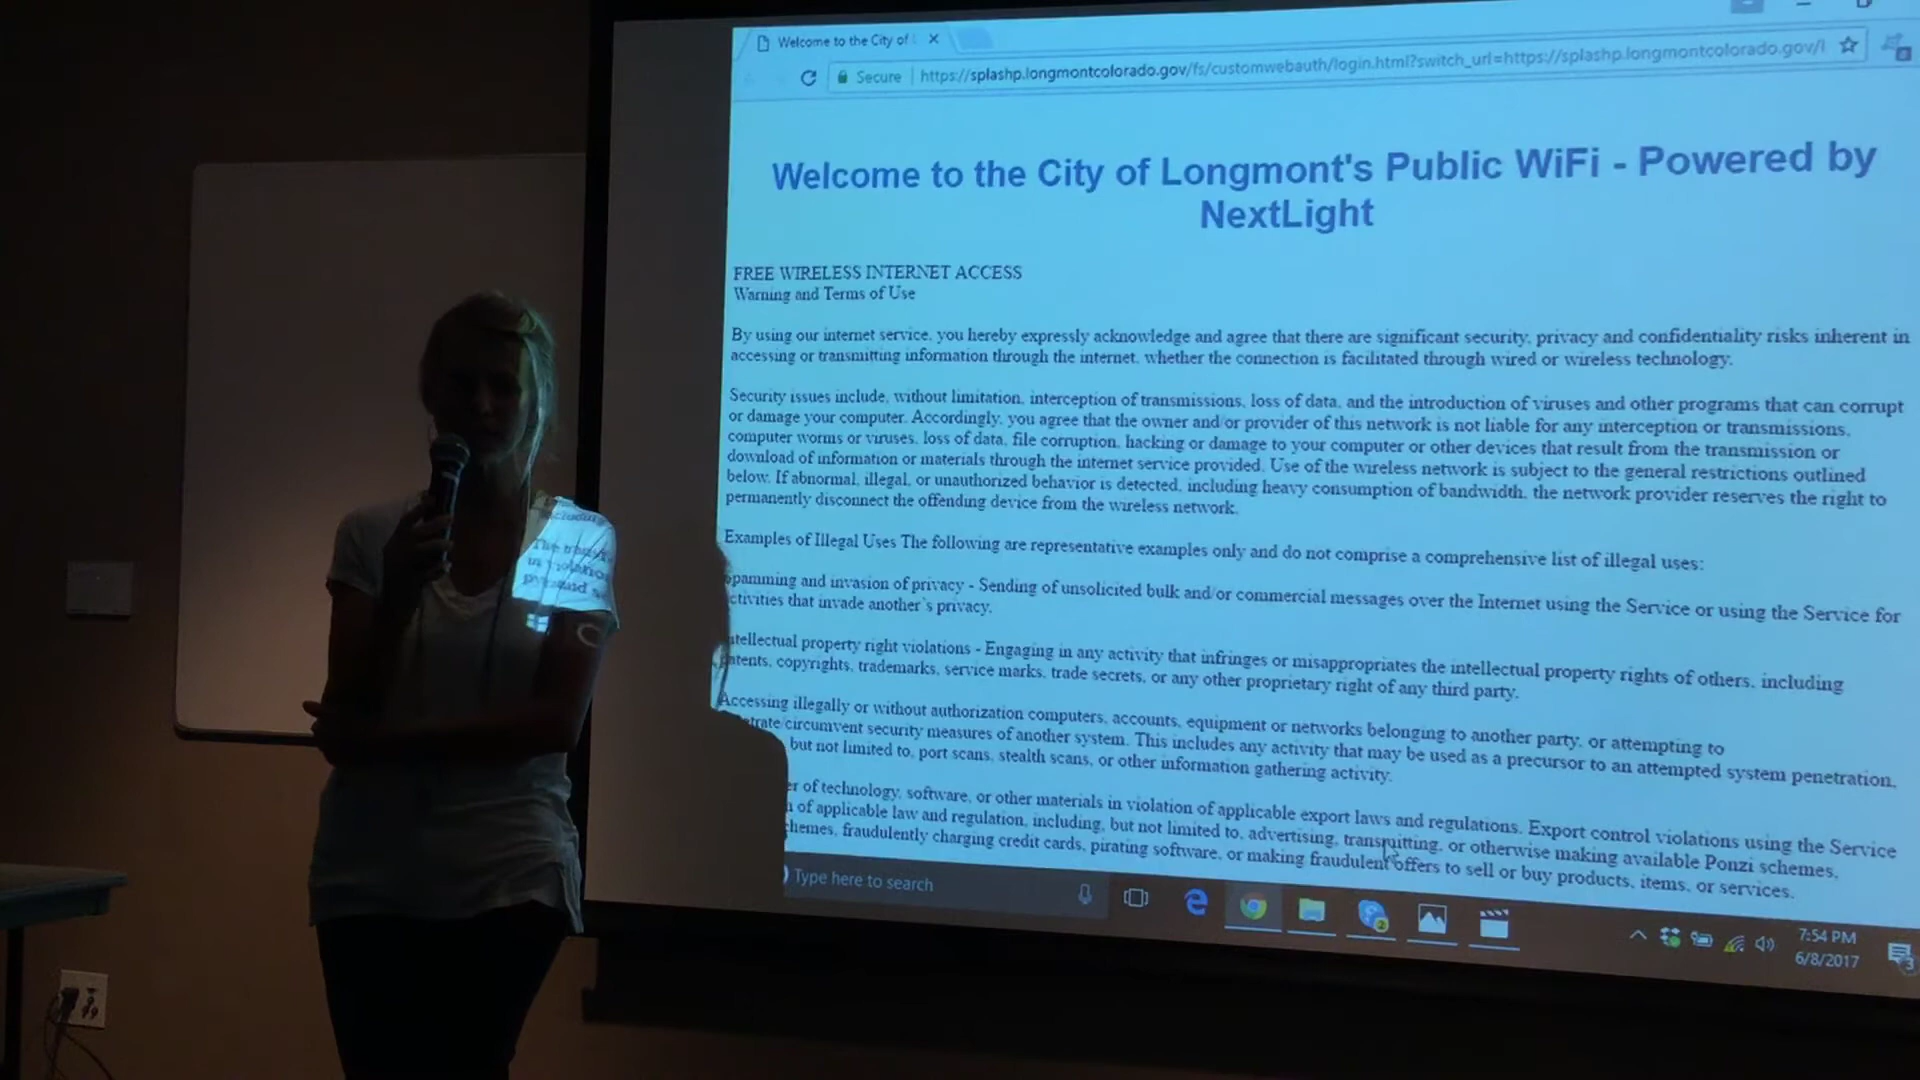 Welcome to the City of
Secure https://splashp.longmontcolorado.gov/fs/customwebauth/login.html?switch_url=https://splashp.longmontcolorado.gov/l
Welcome to the City of Longmont's Public WiFi - Powered by
NextLight
FREE WIRELESS INTERNET ACCESS
Warning and Terms of Use
By using our internet service, you hereby expressly acknowledge and agree that there are significant security, privacy and confidentiality risks inherent in
accessing or transmitting information through the internet, whether the connection is facilitated through wired or wireless technology.
Security issues include, without limitation, interception of transmissions, loss of data, and the introduction of viruses and other programs that can corrupt
or damage your computer. Accordingly, you agree that the owner and/or provider of this network is not liable for any interception or transmissions,
computer worms or viruses, loss of data, file corruption, hacking or damage to your computer or other devices that result from the transmission or
download of information or materials through the internet service provided. Use of the wireless network is subject to the general restrictions outlined
below. If abnormal, illegal, or unauthorized behavior is detected, including heavy consumption of bandwidth, the network provider reserves the right to
permanently disconnect the offending device from the wireless network.
Examples of Illegal Uses The following are representative examples only and do not comprise a comprehensive list of illegal uses:
pamming and invasion of privacy - Sending of unsolicited bulk and/or commercial messages over the Internet using the Service or using the Service for
ctivities that invade another's privacy.
ntellectual property right violations - Engaging in any activity that infringes or misappropriates the intellectual property rights of others, including
atents, copyrights, trademarks, service marks, trade secrets, or any other proprietary right of any third party.
Accessing illegally or without authorization computers, accounts, equipment or networks belonging to another party, or attempting to
trate/circumvent security measures of another system. This includes any activity that may be used as a precursor to an attempted system penetration,
but not limited to, port scans, stealth scans, or other information gathering activity.
er of technology, software, or other materials in violation of applicable export laws and regulations. Export control violations using the Service
n of applicable law and regulation, including, but not limited to, advertising, transmitting, or otherwise making available Ponzi schemes,
chemes, fraudulently charging credit cards, pirating software, or making fraudulent offers to sell or buy products, items, or services.
Type here to search
7:54 PM
6/8/2017
3